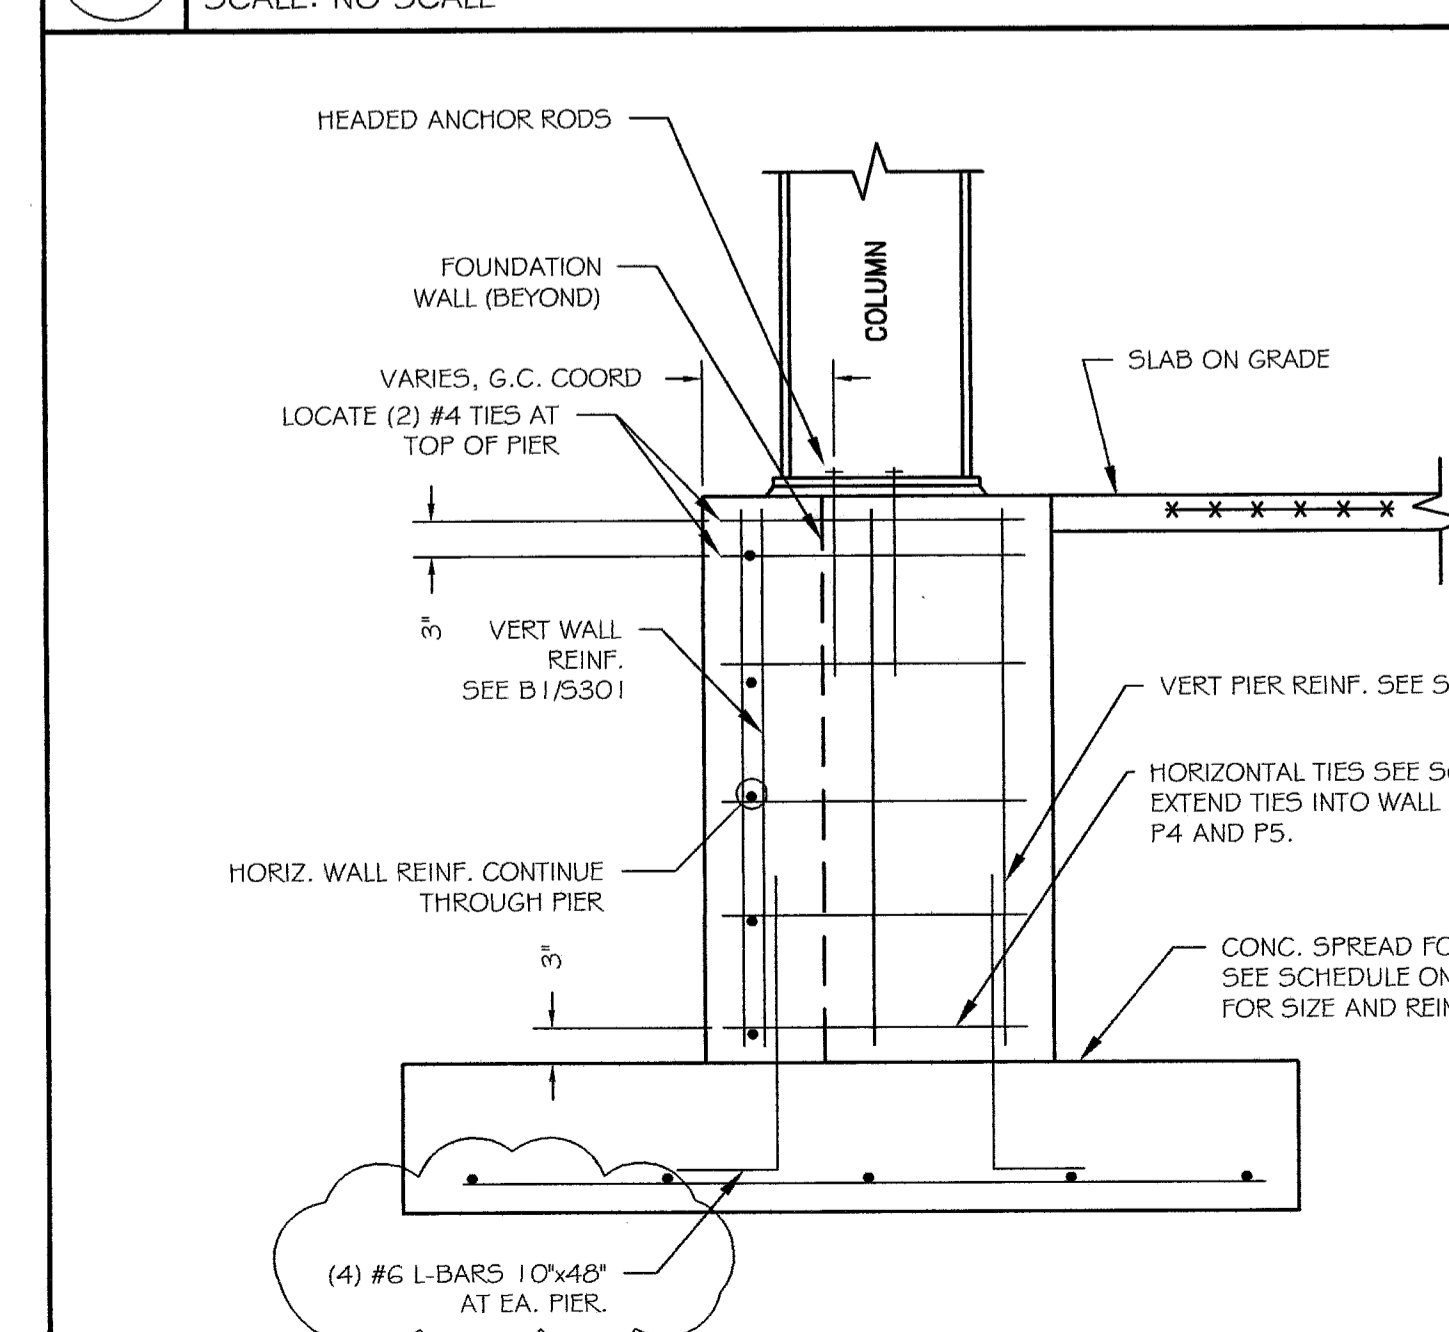 SCALE: NO SCALE
HEADED ANCHOR RODS
FOUNDATION
WALL (BEYOND)
COLUMN
VARIES, G.C. COORD
SLAB ON GRADE
LOCATE (2) #4 TIES AT
TOP OF PIER
3"
VERT WALL
REINF.
SEE B1/S301
VERT PIER REINF. SEE
HORIZONTAL TIES SEE
EXTEND TIES INTO WALL
P4 AND P5.
HORIZ. WALL REINF. CONTINUE
THROUGH PIER
3"
CONC. SPREAD
SEE SCHEDULE ON
FOR SIZE AND
(4) #6 L-BARS 10"x48"
AT EA. PIER.